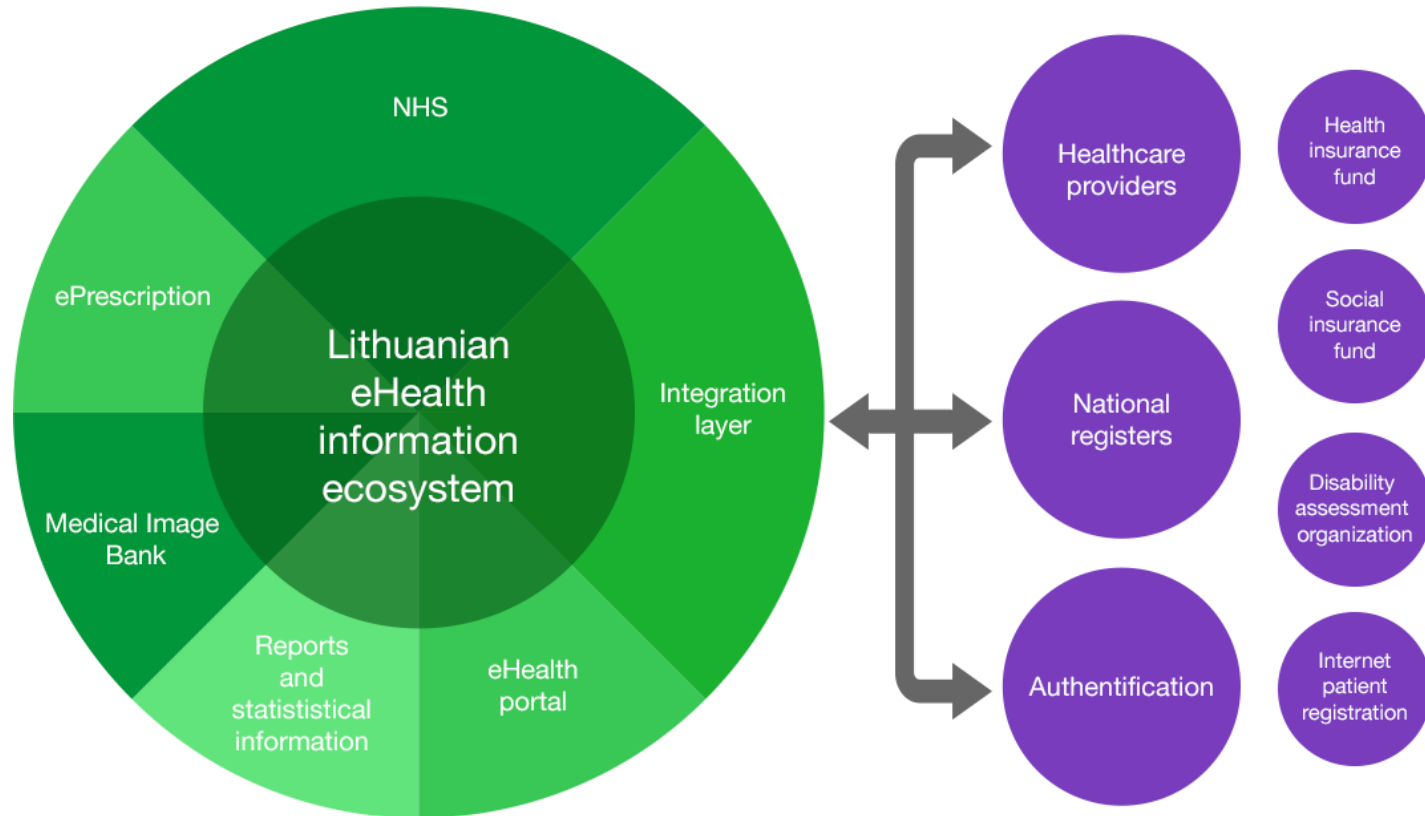 NHS
ePrescription
Lithuanian
eHealth
information
ecosystem
Integration
layer
Medical Image
Bank
Reports
and
statististical
information
eHealth
portal
Healthcare
providers
National
registers
Authentification
Health
insurance
fund
Social
insurance
fund
Disability
assessment
organization
Internet
patient
registration